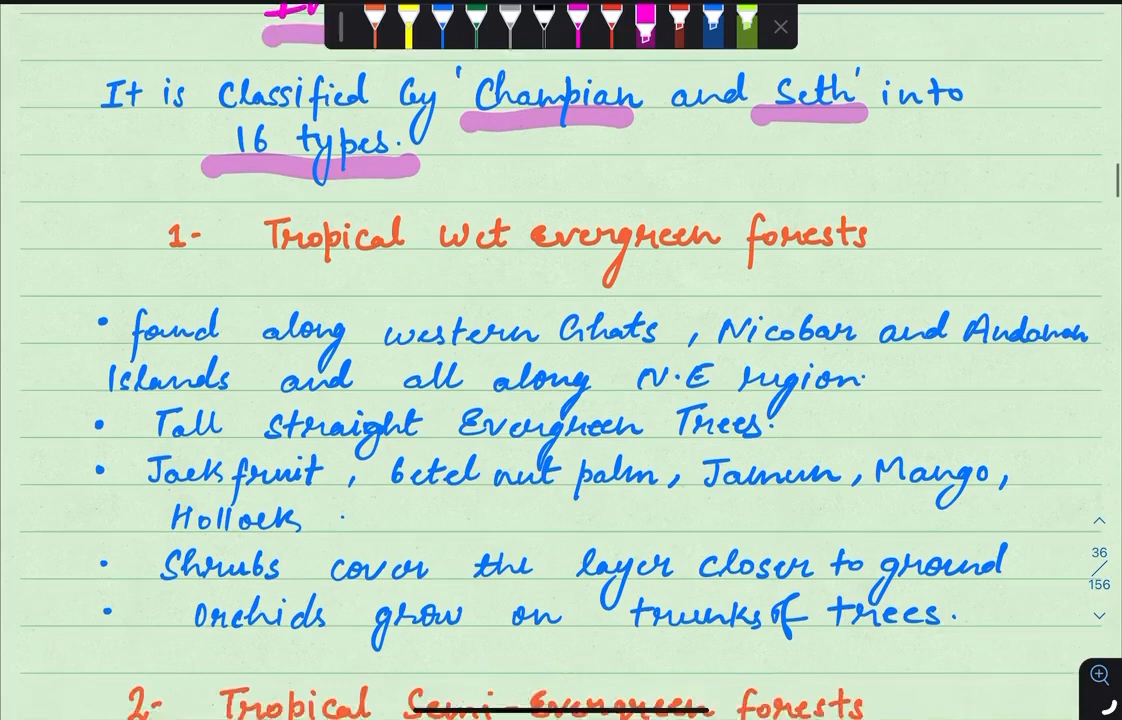 It is classified by 'Champian and Seth' into
16 types.
1- Tropical Wet Evergreen forests
• found along western Ghats, Nicobar and Andaman
Islands and all along N.E region.
• Tall straight Evergreen Trees.
• Jackfruit, betel nut palm, Jamun, Mango,
Hollock.
• Shrubs cover the layer closer to ground
• Orchids grow on trunks of trees.
36
/
156
2- Tropical Semi-Evergreen forests